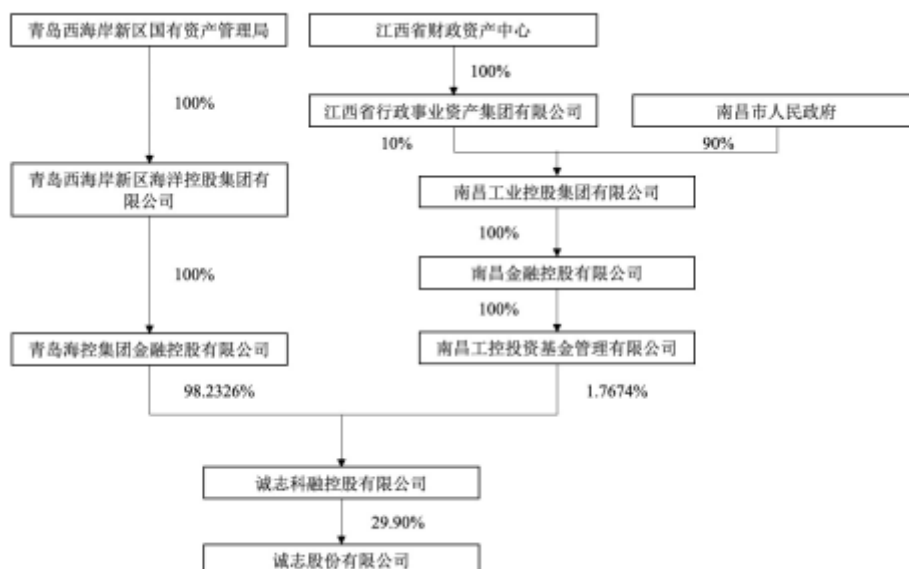 青岛西海岸新区国有资产管理局
江西省财政资产中心
100%
100%
江西省行政事业资产集团有限公司
南昌市人民政府
10%
90%
青岛西海岸新区海洋控股集团有
限公司
南昌工业控股集团有限公司
100%
100%
南昌金融控股有限公司
100%
青岛海控集团金融控股有限公司
南昌工控投资基金管理有限公司
98.2326%
1.7674%
诚志科融控股有限公司
29.90%
诚志股份有限公司